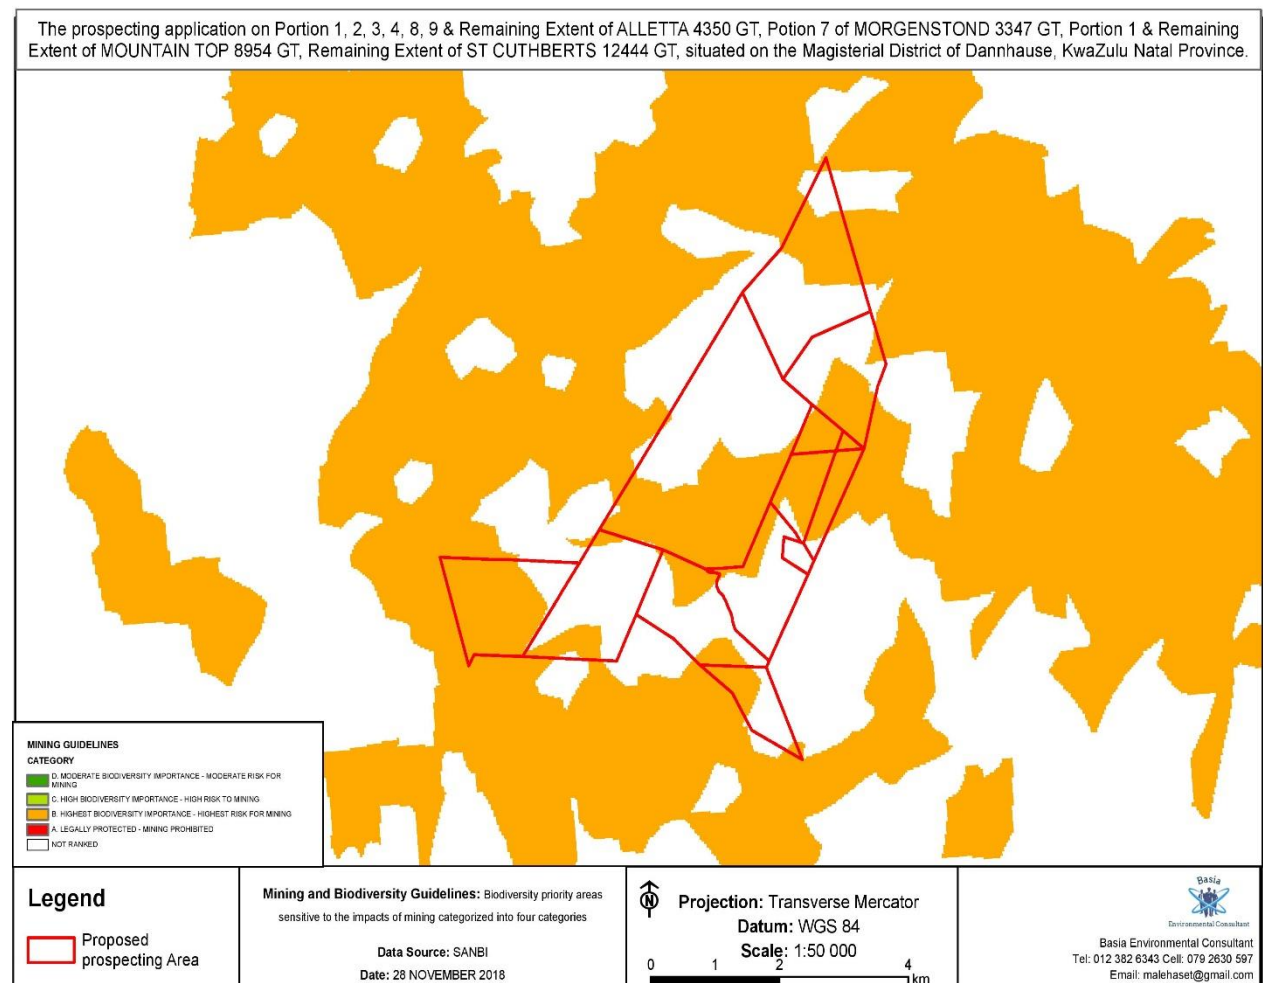 The prospecting application on Portion 1, 2, 3, 4, 8, 9 & Remaining Extent of ALLETTA 4350 GT, Potion 7 of MORGENSTOND 3347 GT, Portion 1 & Remaining
Extent of MOUNTAIN TOP 8954 GT, Remaining Extent of ST CUTHBERTS 12444 GT, situated on the Magisterial District of Dannhause, KwaZulu Natal Province.
MINING GUIDELINES
CATEGORY
D. MODERATE BIODIVERSITY IMPORTANCE - MODERATE RISK FOR
MINING
C. HIGH BIODIVERSITY IMPORTANCE - HIGH RISK TO MINING
B. HIGHEST BIODIVERSITY IMPORTANCE - HIGHEST RISK FOR MINING
A. LEGALLY PROTECTED - MINING PROHIBITED
NOT RANKED
Legend
Proposed
prospecting Area
Mining and Biodiversity Guidelines: Biodiversity priority areas
sensitive to the impacts of mining categorized into four categories
Data Source: SANBI
Date: 28 NOVEMBER 2018
N
Projection: Transverse Mercator
Datum: WGS 84
Scale: 1:50 000
0 1 2 4
km
Basia
Environmental Consultant
Basia Environmental Consultant
Tel: 012 382 6343 Cell: 079 2630 597
Email: malehaset@gmail.com